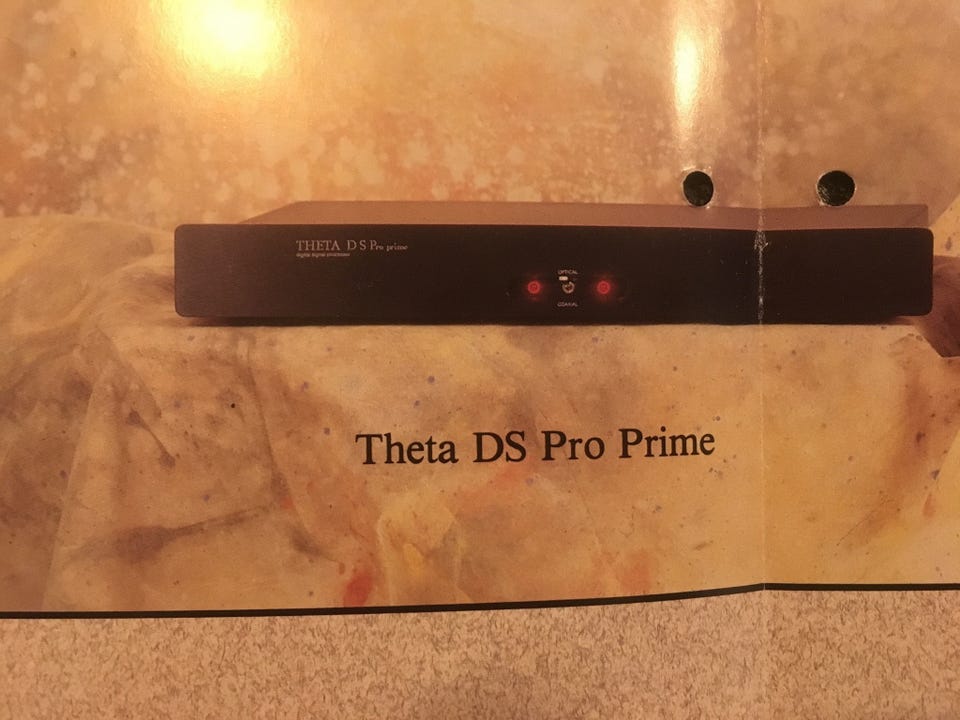 THETA DS Pro prime
digital signal processor
OPTICAL
COAXIAL
Theta DS Pro Prime